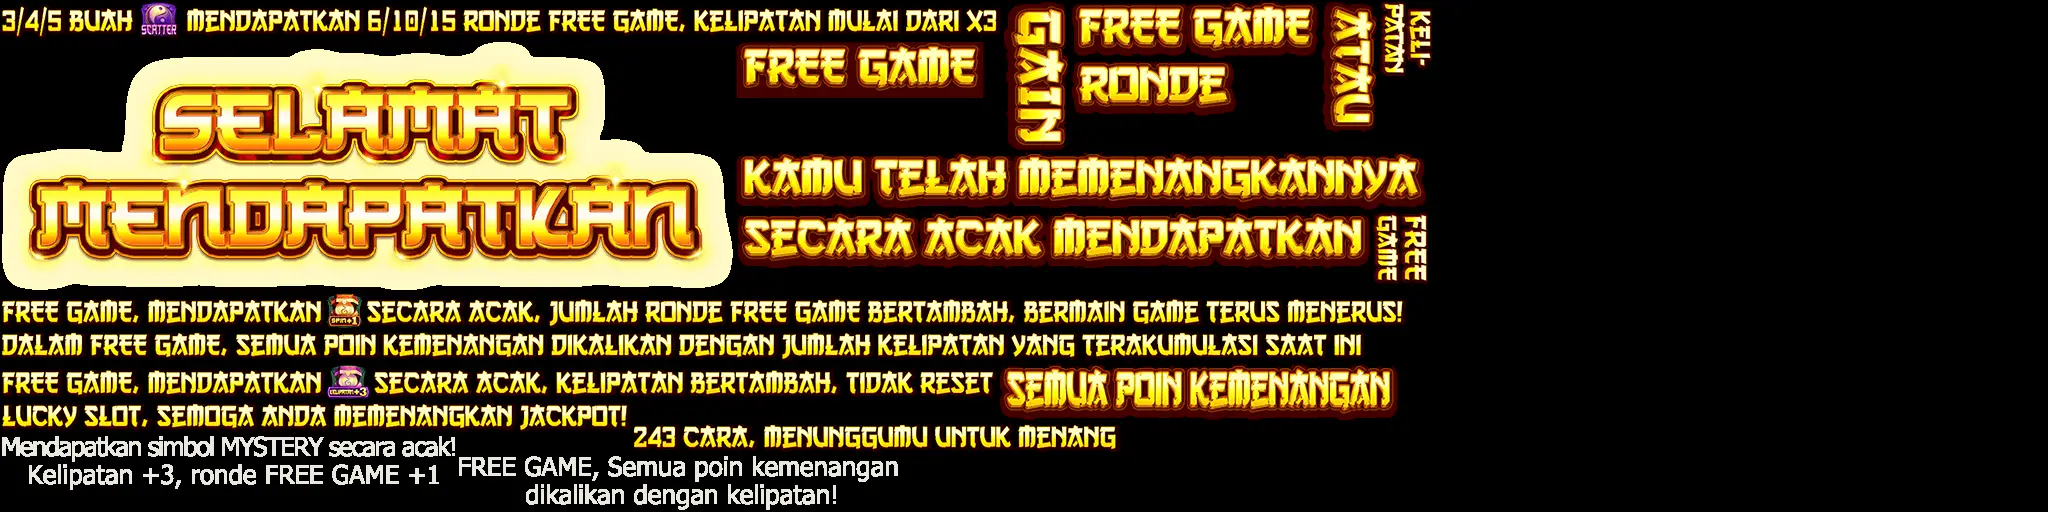 3/4/5 BUAH SCATTER MENDAPATKAN 6/10/15 RONDE FREE GAME, KELIPATAN MULAI DARI X3
SELAMAT
MENDAPATKAN
FREE GAME
GAIN
FREE GAME
RONDE
ATAU
KELI-
PATAN
KAMU TELAH MEMENANGKANNYA
SECARA ACAK MENDAPATKAN
FREE
GAME
FREE GAME, MENDAPATKAN SPIN+1 SECARA ACAK, JUMLAH RONDE FREE GAME BERTAMBAH, BERMAIN GAME TERUS MENERUS!
DALAM FREE GAME, SEMUA POIN KEMENANGAN DIKALIKAN DENGAN JUMLAH KELIPATAN YANG TERAKUMULASI SAAT INI
FREE GAME, MENDAPATKAN KELIPATAN+3 SECARA ACAK, KELIPATAN BERTAMBAH, TIDAK RESET
SEMUA POIN KEMENANGAN
LUCKY SLOT, SEMOGA ANDA MEMENANGKAN JACKPOT!
243 CARA, MENUNGGUMU UNTUK MENANG
Mendapatkan simbol MYSTERY secara acak!
Kelipatan +3, ronde FREE GAME +1
FREE GAME, Semua poin kemenangan
dikalikan dengan kelipatan!